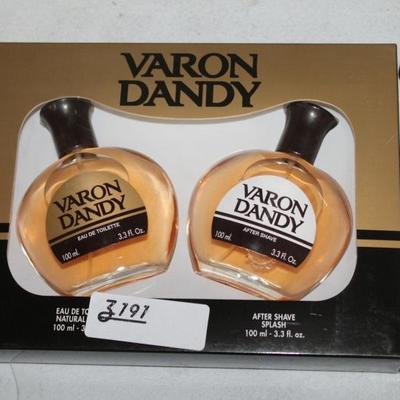 VARON
DANDY
VARON
DANDY
EAU DE TOILETTE
100 ml. 3.3 fl. Oz.
VARON
DANDY
AFTER SHAVE
100 ml. 3.3 fl. Oz.
EAU DE
NATURAL
100 ml - 3
3191
AFTER SHAVE
SPLASH
100 ml - 3.3 fl. oz.